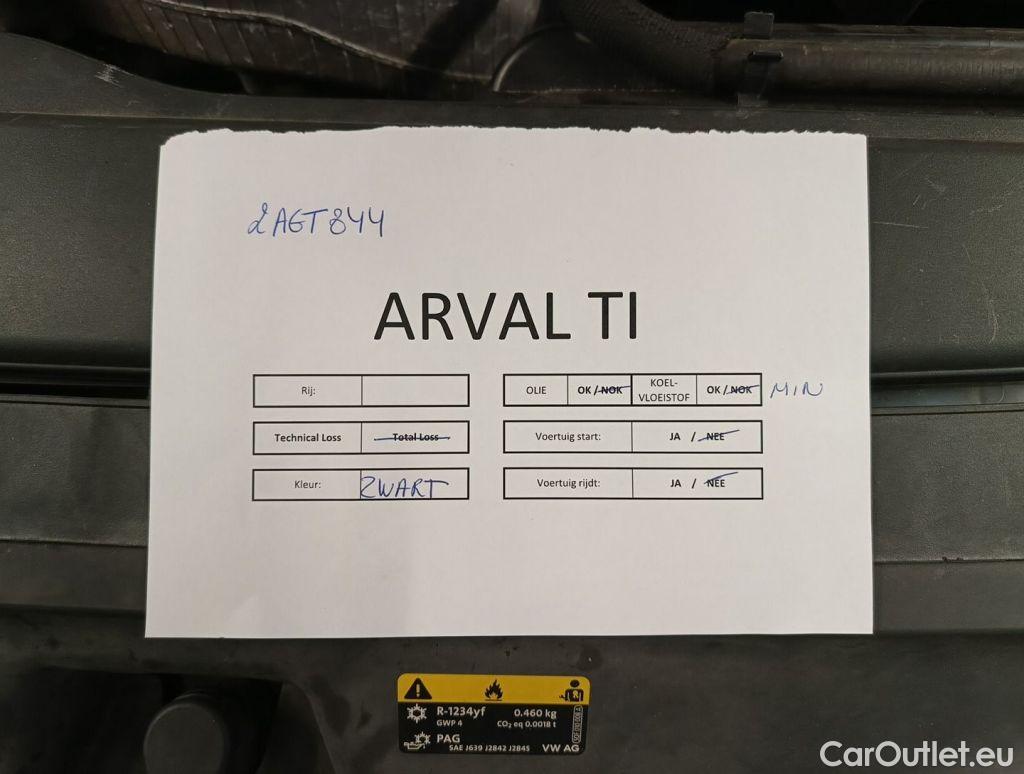 2AGT844
ARVAL TI
Rij:
OLIE OK / NOK KOEL-VLOEISTOF OK / NOK MIN
Technical Loss Total Loss
Voertuig start: JA / NEE
Kleur: ZWART
Voertuig rijdt: JA / NEE
R-1234yf 0.460 kg
GWP 4 CO₂ eq 0.0018 t
PAG
SAE J639 J2842 J2845 VW AG
CarOutlet.eu